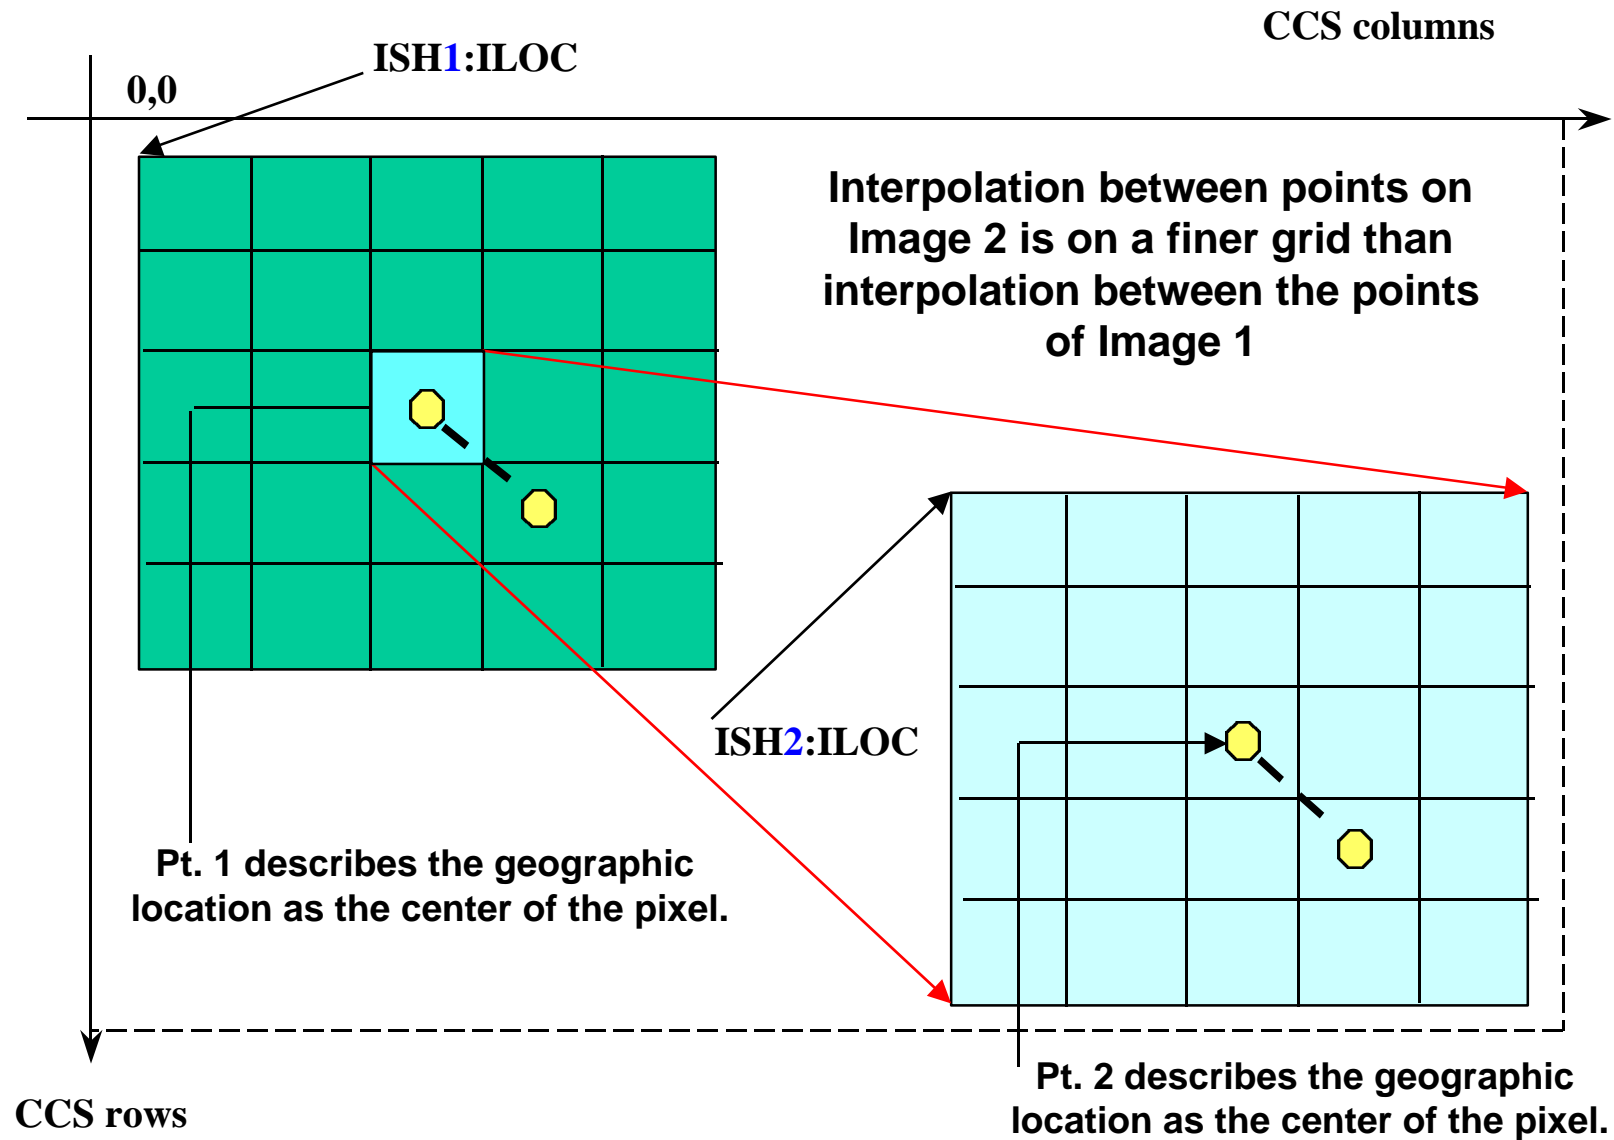 CCS columns
ISH1:ILOC
0,0
Interpolation between points on
Image 2 is on a finer grid than
interpolation between the points
of Image 1
ISH2:ILOC
Pt. 1 describes the geographic
location as the center of the pixel.
Pt. 2 describes the geographic
location as the center of the pixel.
CCS rows